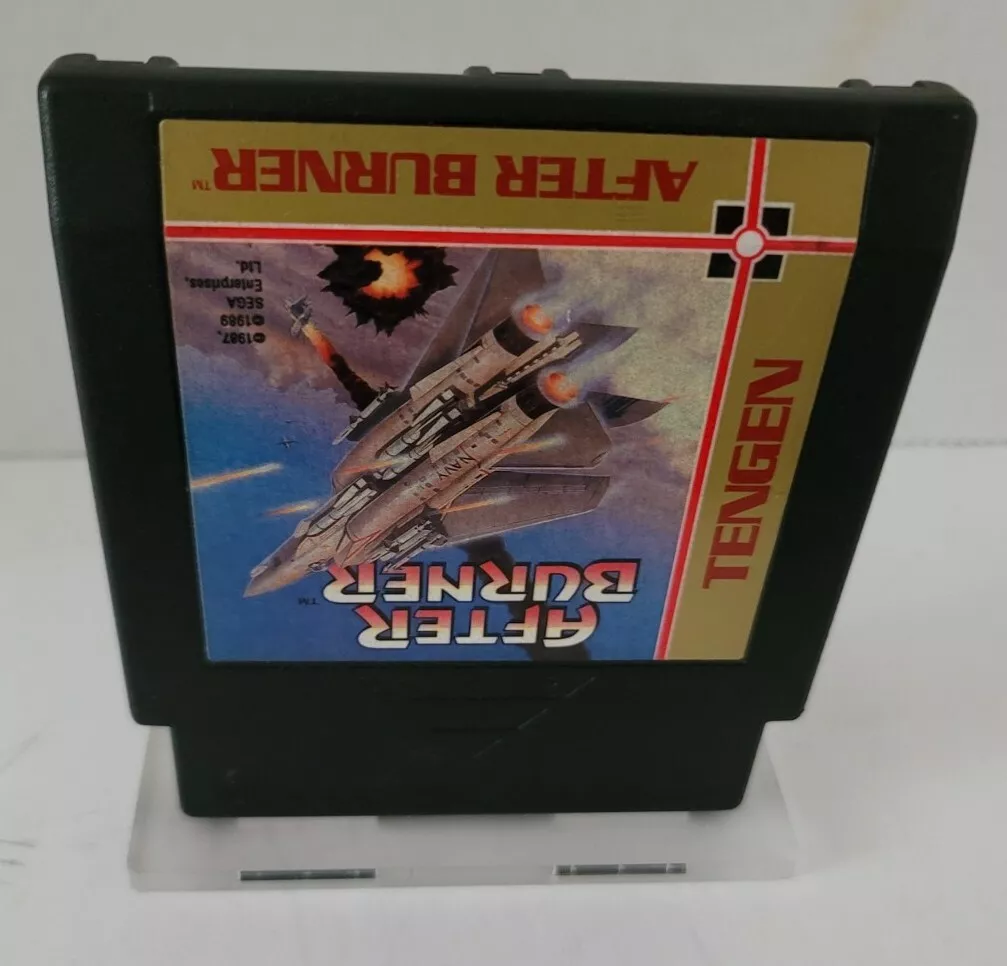 AFTER BURNER™
TENGEN
©1987,
©1989
SEGA
Enterprises,
Ltd.
NAVY
AFTER
BURNER™